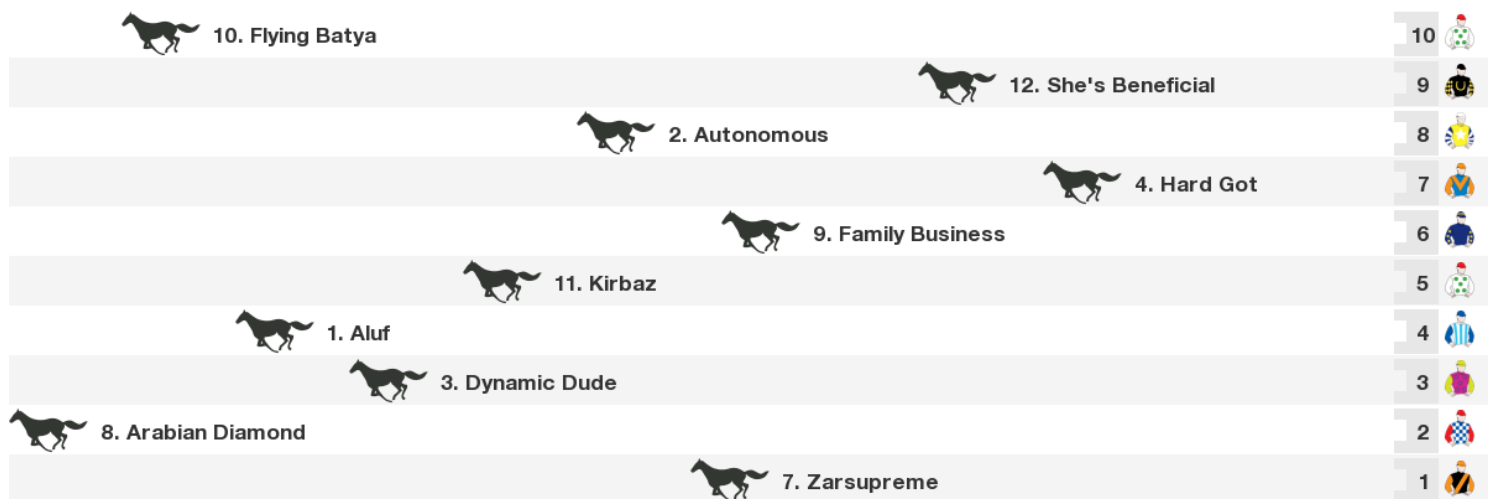 10. Flying Batya 10
12. She's Beneficial 9
2. Autonomous 8
4. Hard Got 7
9. Family Business 6
11. Kirbaz 5
1. Aluf 4
3. Dynamic Dude 3
8. Arabian Diamond 2
7. Zarsupreme 1